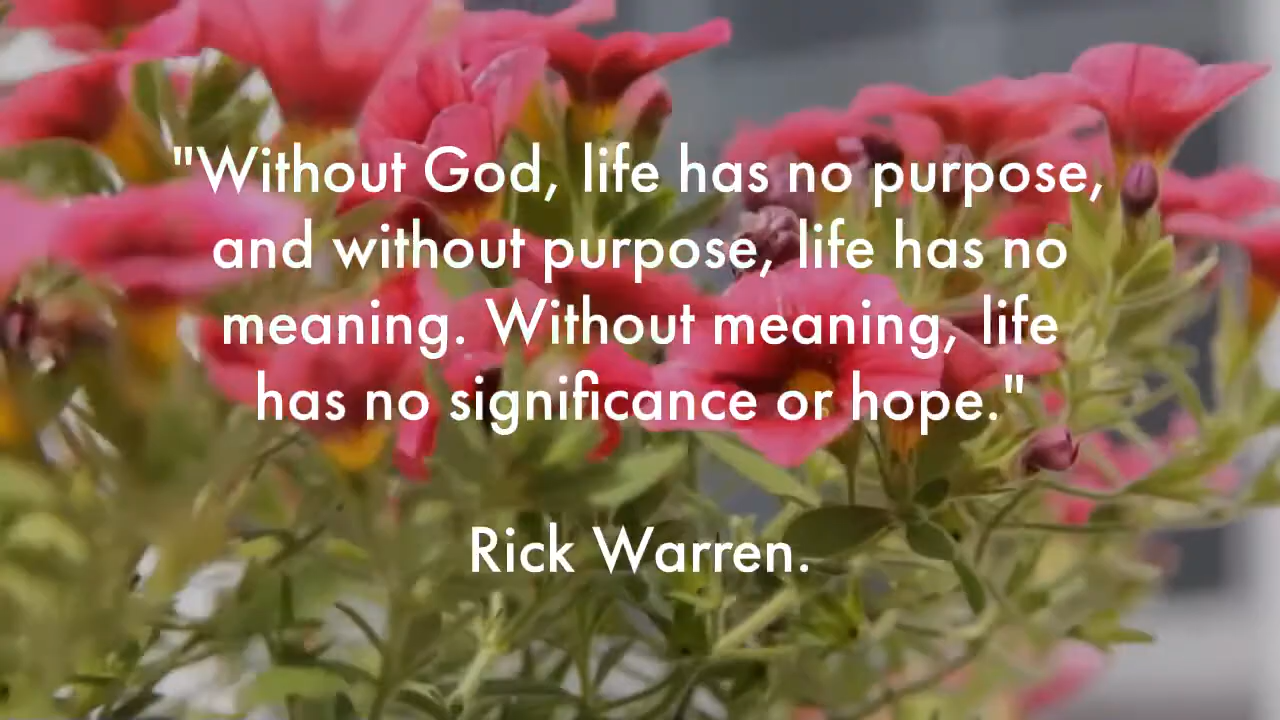 "Without God, life has no purpose,
and without purpose, life has no
meaning. Without meaning, life
has no significance or hope."
Rick Warren.